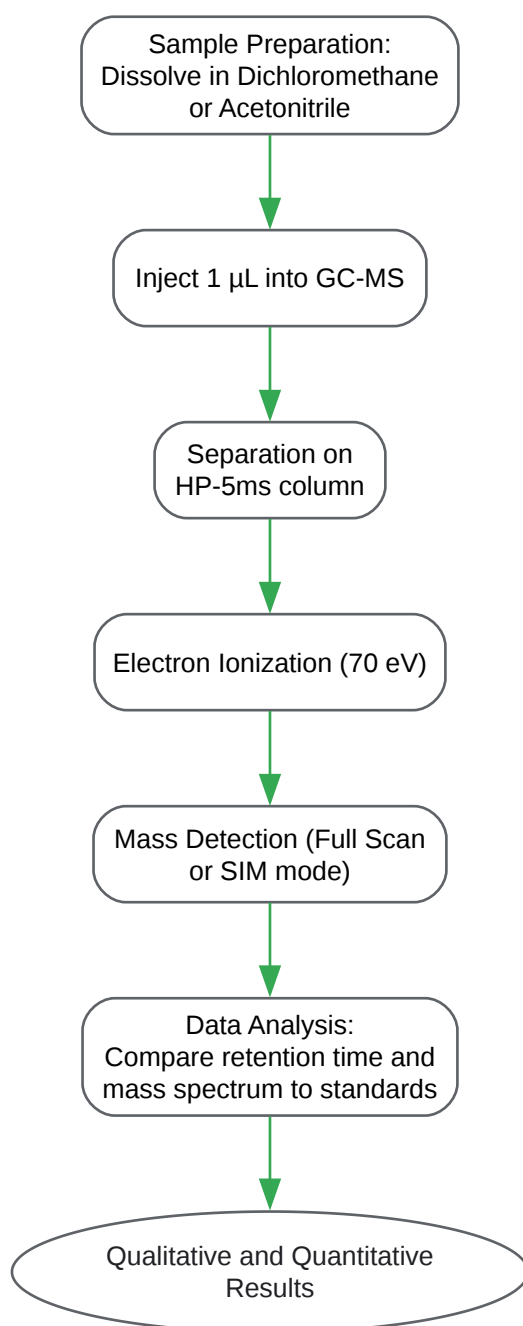 Sample Preparation:
Dissolve in Dichloromethane
or Acetonitrile
Inject 1 µL into GC-MS
Separation on
HP-5ms column
Electron Ionization (70 eV)
Mass Detection (Full Scan
or SIM mode)
Data Analysis:
Compare retention time and
mass spectrum to standards
Qualitative and Quantitative
Results